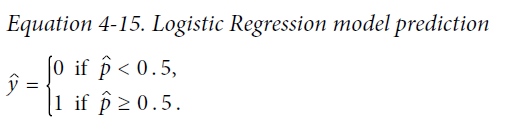 Equation 4-15. Logistic Regression model prediction
0 if p̂ < 0.5,
ŷ =
1 if p̂ ≥ 0.5.